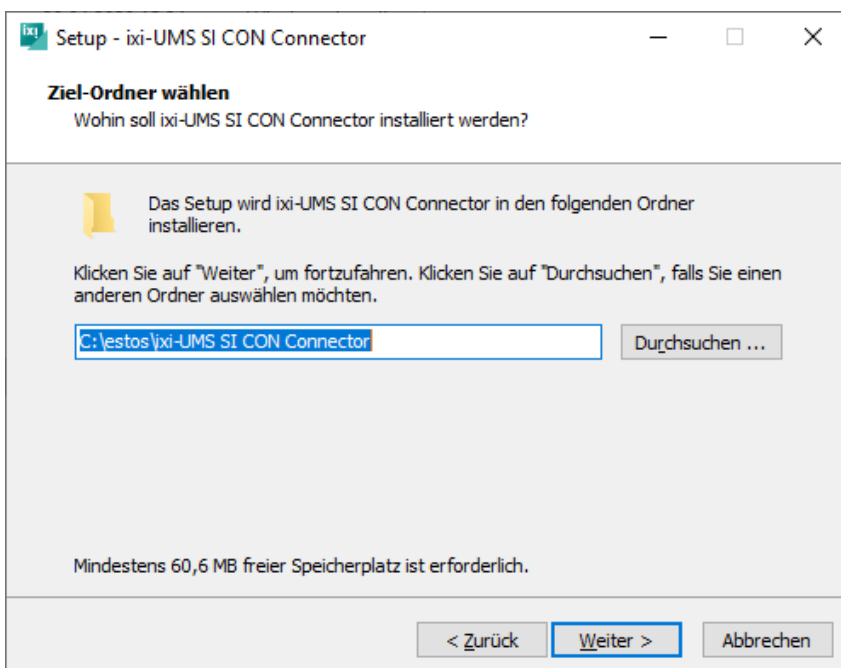 ixi
Setup - ixi-UMS SI CON Connector
Ziel-Ordner wählen
Wohin soll ixi-UMS SI CON Connector installiert werden?
Das Setup wird ixi-UMS SI CON Connector in den folgenden Ordner
installieren.
Klicken Sie auf "Weiter", um fortzufahren. Klicken Sie auf "Durchsuchen", falls Sie einen
anderen Ordner auswählen möchten.
C:\estos\ixi-UMS SI CON Connector
Durchsuchen ...
Mindestens 60,6 MB freier Speicherplatz ist erforderlich.
< Zurück
Weiter >
Abbrechen